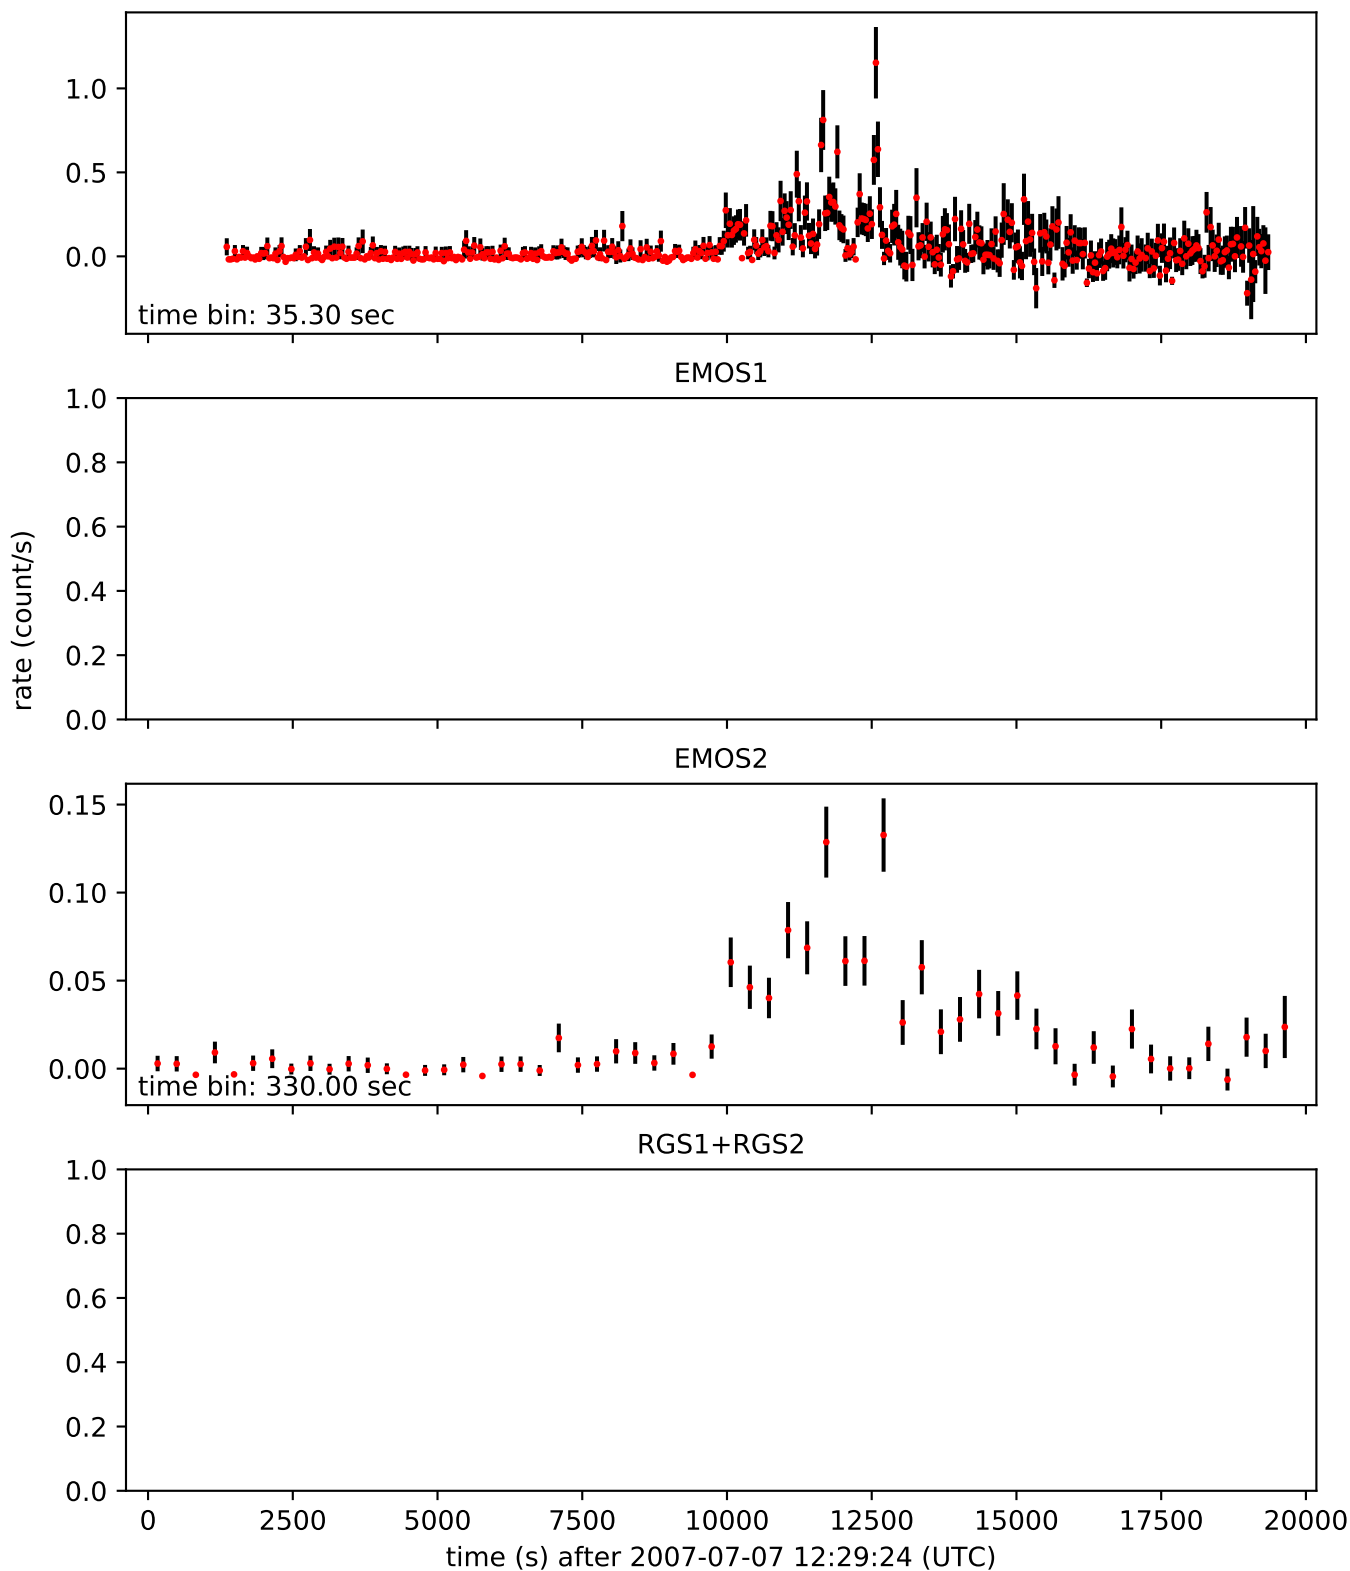 1.0
0.5
0.0
time bin: 35.30 sec
EMOS1
1.0
0.8
0.6
0.4
0.2
0.0
rate (count/s)
EMOS2
0.15
0.10
0.05
0.00
time bin: 330.00 sec
RGS1+RGS2
1.0
0.8
0.6
0.4
0.2
0.0
0 2500 5000 7500 10000 12500 15000 17500 20000
time (s) after 2007-07-07 12:29:24 (UTC)